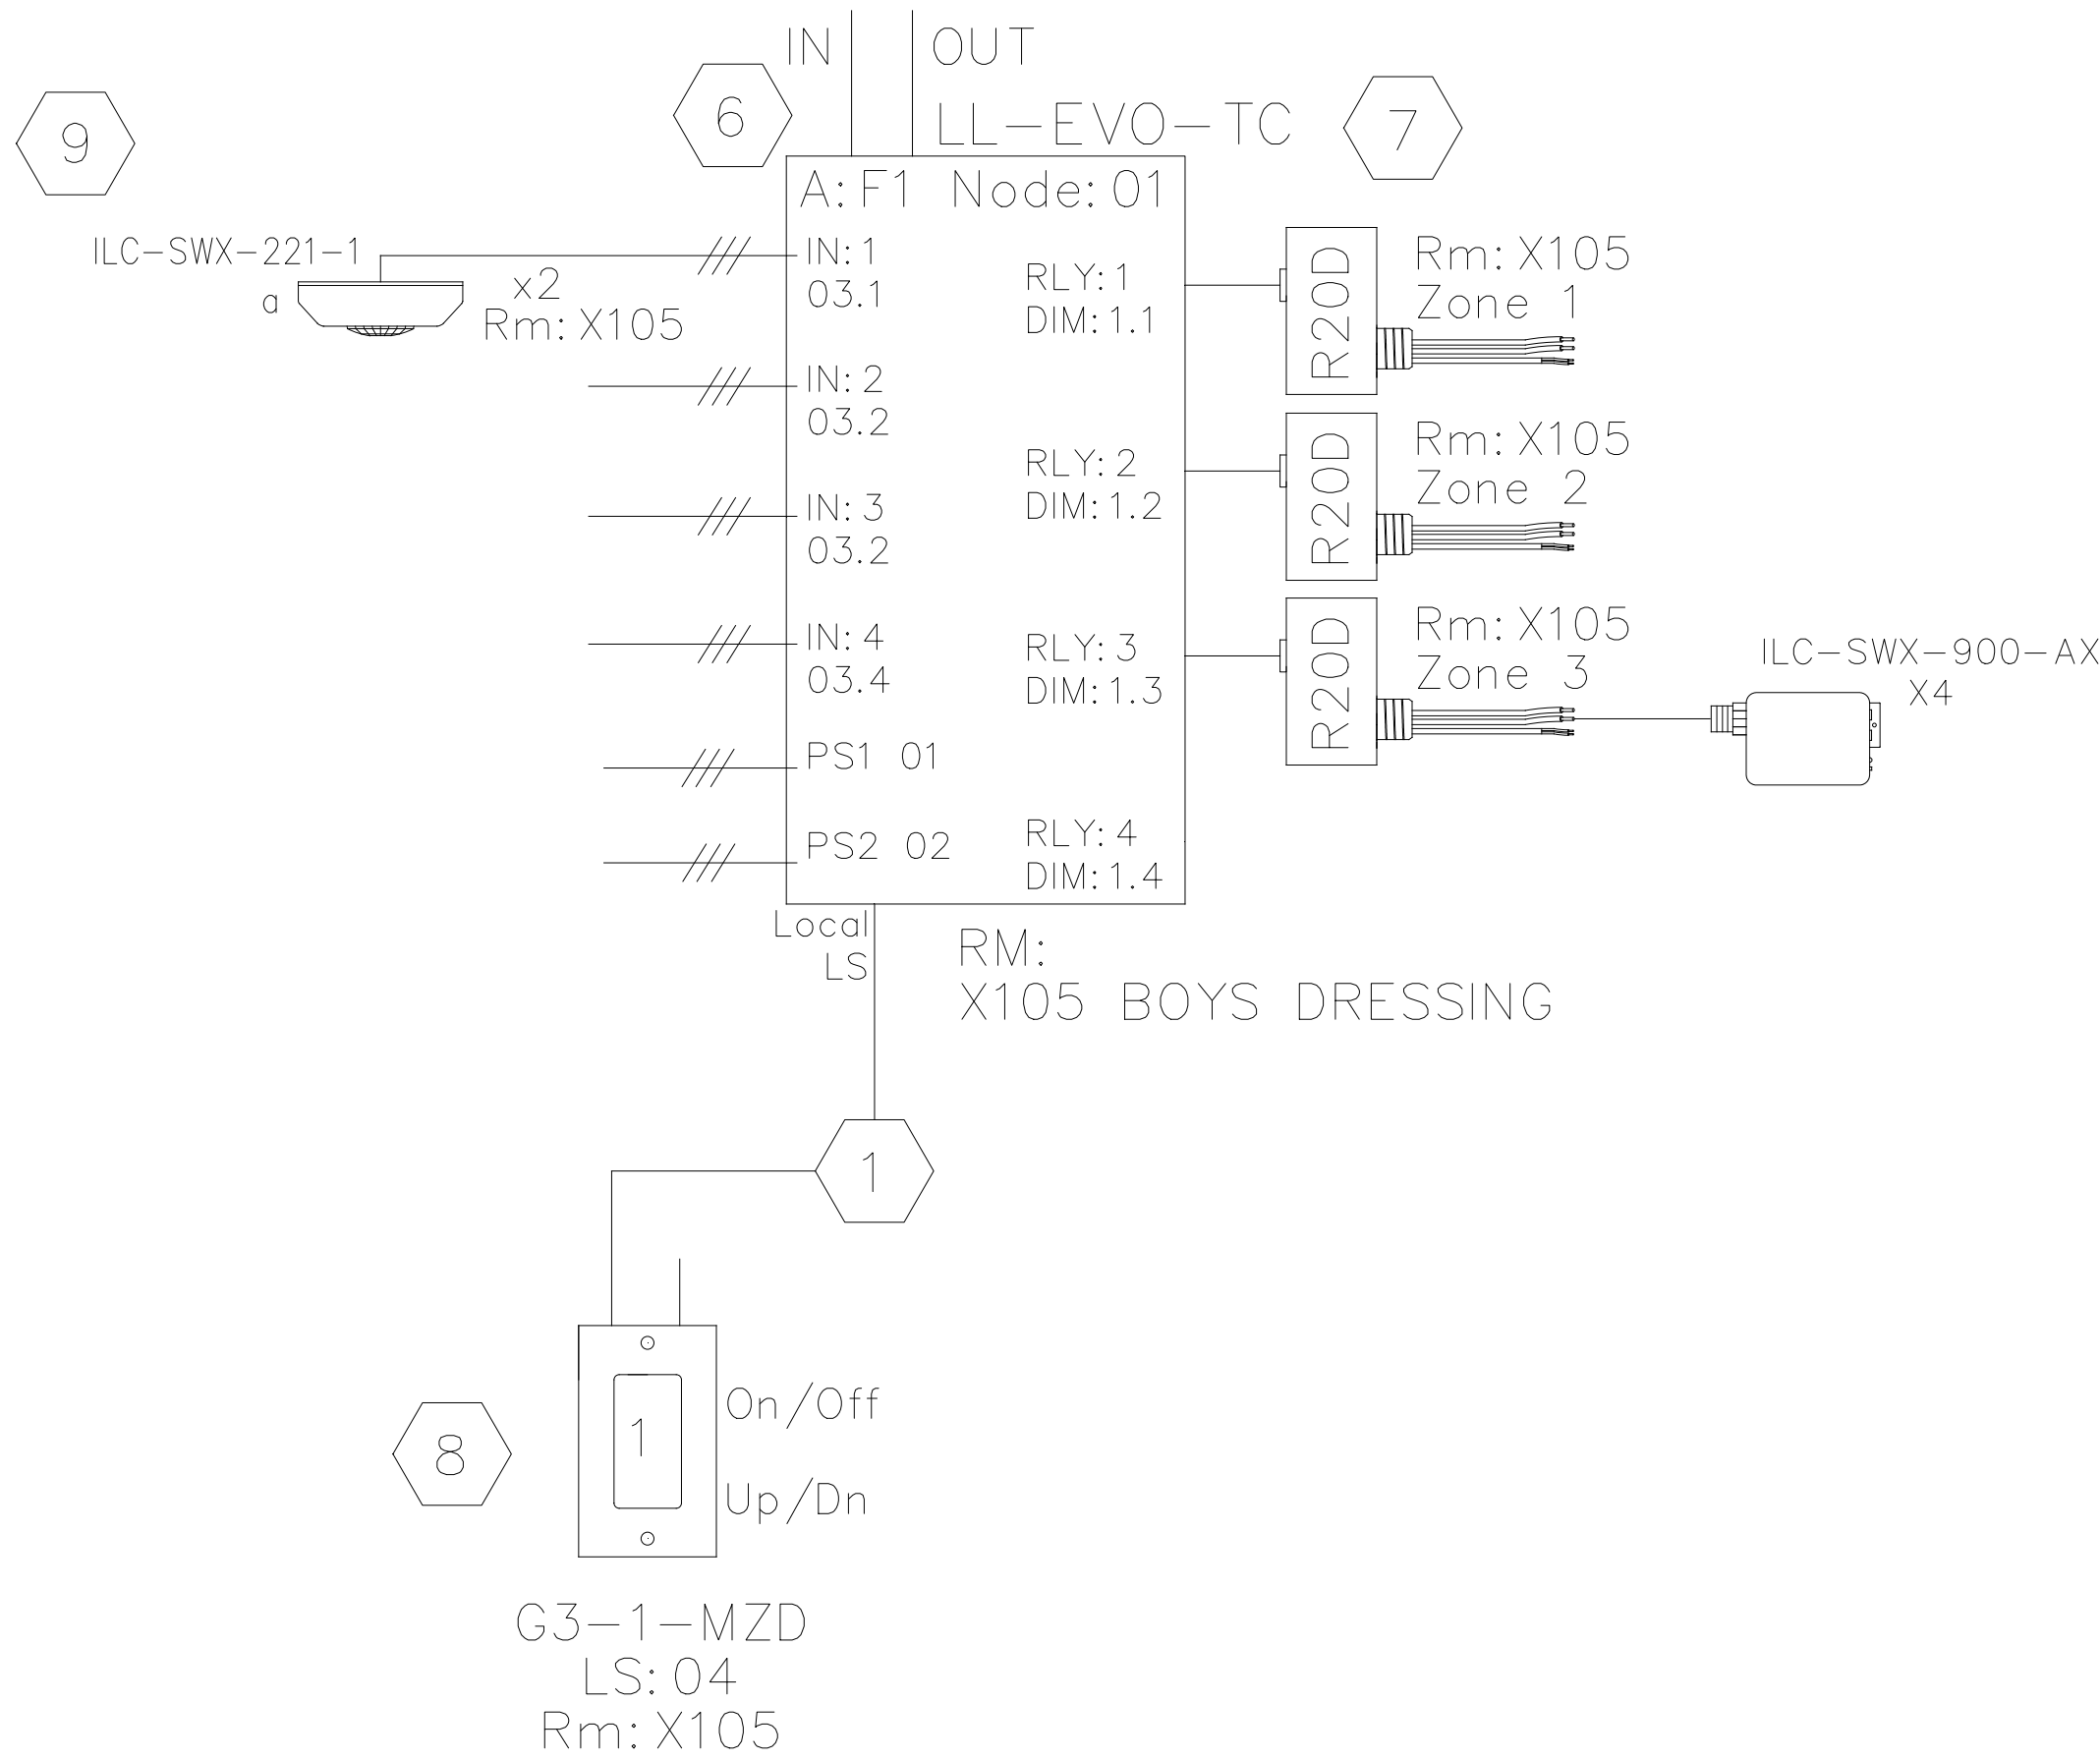 IN
OUT
6
LL-EVO-TC
7
9
A: F1 Node: 01
ILC-SWX-221-1
a
x2
Rm: X105
IN: 1
03.1
IN: 2
03.2
IN: 3
03.2
IN: 4
03.4
PS1 01
PS2 02
RLY: 1
DIM: 1.1
RLY: 2
DIM: 1.2
RLY: 3
DIM: 1.3
RLY: 4
DIM: 1.4
R20D
Rm: X105
Zone 1
R20D
Rm: X105
Zone 2
R20D
Rm: X105
Zone 3
ILC-SWX-900-AX
X4
Local
LS
RM:
X105 BOYS DRESSING
1
8
1
On/Off
Up/Dn
G3-1-MZD
LS: 04
Rm: X105